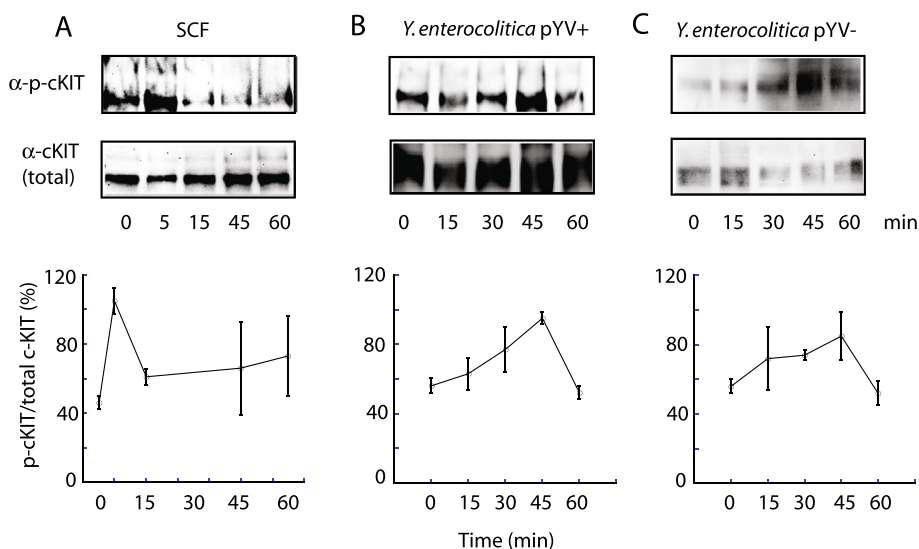 A SCF B Y. enterocolitica pYV+ C Y. enterocolitica pYV-
α-p-cKIT
α-cKIT
(total)
0 5 15 45 60 0 15 30 45 60 0 15 30 45 60 min
p-cKIT/total c-KIT (%)
120 120 120
80 80 80
40 40 40
0 0 0
0 15 30 45 60 0 15 30 45 60 0 15 30 45 60
Time (min)